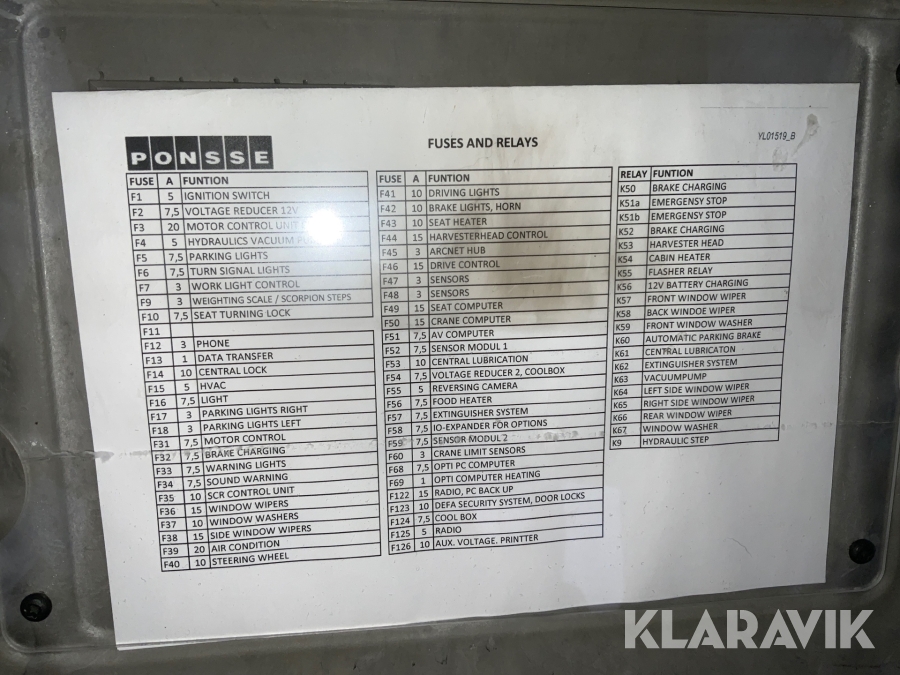 PONSSE
FUSES AND RELAYS
YL01519_B
FUSE A FUNTION
F1 5 IGNITION SWITCH
F2 7,5 VOLTAGE REDUCER 12V
F3 20 MOTOR CONTROL UNIT
F4 5 HYDRAULICS VACUUM
F5 7,5 PARKING LIGHTS
F6 7,5 TURN SIGNAL LIGHTS
F7 3 WORK LIGHT CONTROL
F9 3 WEIGHTING SCALE / SCORPION STEPS
F10 7,5 SEAT TURNING LOCK
F11
F12 3 PHONE
F13 1 DATA TRANSFER
F14 10 CENTRAL LOCK
F15 5 HVAC
F16 7,5 LIGHT
F17 3 PARKING LIGHTS RIGHT
F18 3 PARKING LIGHTS LEFT
F31 7,5 MOTOR CONTROL
F32 7,5 BRAKE CHARGING
F33 7,5 WARNING LIGHTS
F34 7,5 SOUND WARNING
F35 10 SCR CONTROL UNIT
F36 15 WINDOW WIPERS
F37 10 WINDOW WASHERS
F38 15 SIDE WINDOW WIPERS
F39 20 AIR CONDITION
F40 10 STEERING WHEEL
FUSE A FUNTION
F41 10 DRIVING LIGHTS
F42 10 BRAKE LIGHTS, HORN
F43 10 SEAT HEATER
F44 15 HARVESTERHEAD CONTROL
F45 3 ARCNET HUB
F46 15 DRIVE CONTROL
F47 3 SENSORS
F48 3 SENSORS
F49 15 SEAT COMPUTER
F50 15 CRANE COMPUTER
F51 7,5 AV COMPUTER
F52 7,5 SENSOR MODUL 1
F53 10 CENTRAL LUBRICATION
F54 7,5 VOLTAGE REDUCER 2, COOLBOX
F55 5 REVERSING CAMERA
F56 7,5 FOOD HEATER
F57 7,5 EXTINGUISHER SYSTEM
F58 7,5 IO-EXPANDER FOR OPTIONS
F59 7,5 SENSOR MODUL 2
F60 3 CRANE LIMIT SENSORS
F68 7,5 OPTI PC COMPUTER
F69 1 OPTI COMPUTER HEATING
F122 15 RADIO, PC BACK UP
F123 10 DEFA SECURITY SYSTEM, DOOR LOCKS
F124 7,5 COOL BOX
F125 5 RADIO
F126 10 AUX. VOLTAGE. PRINTTER
RELAY FUNTION
K50 BRAKE CHARGING
K51a EMERGENSY STOP
K51b EMERGENSY STOP
K52 BRAKE CHARGING
K53 HARVESTER HEAD
K54 CABIN HEATER
K55 FLASHER RELAY
K56 12V BATTERY CHARGING
K57 FRONT WINDOW WIPER
K58 BACK WINDOE WIPER
K59 FRONT WINDOW WASHER
K60 AUTOMATIC PARKING BRAKE
K61 CENTRAL LUBRICATON
K62 EXTINGUISHER SYSTEM
K63 VACUUMPUMP
K64 LEFT SIDE WINDOW WIPER
K65 RIGHT SIDE WINDOW WIPER
K66 REAR WINDOW WIPER
K67 WINDOW WASHER
K9 HYDRAULIC STEP
KLARAVIK